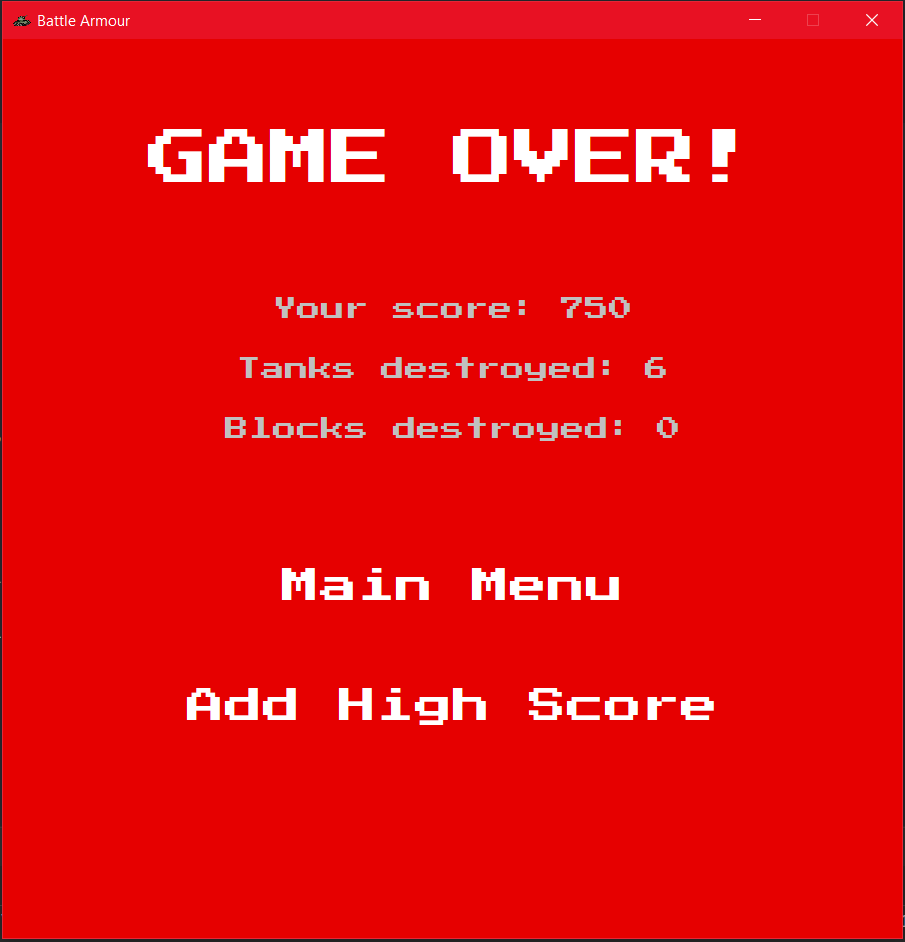 Battle Armour
GAME OVER!
Your score: 750
Tanks destroyed: 6
Blocks destroyed: 0
Main Menu
Add High Score